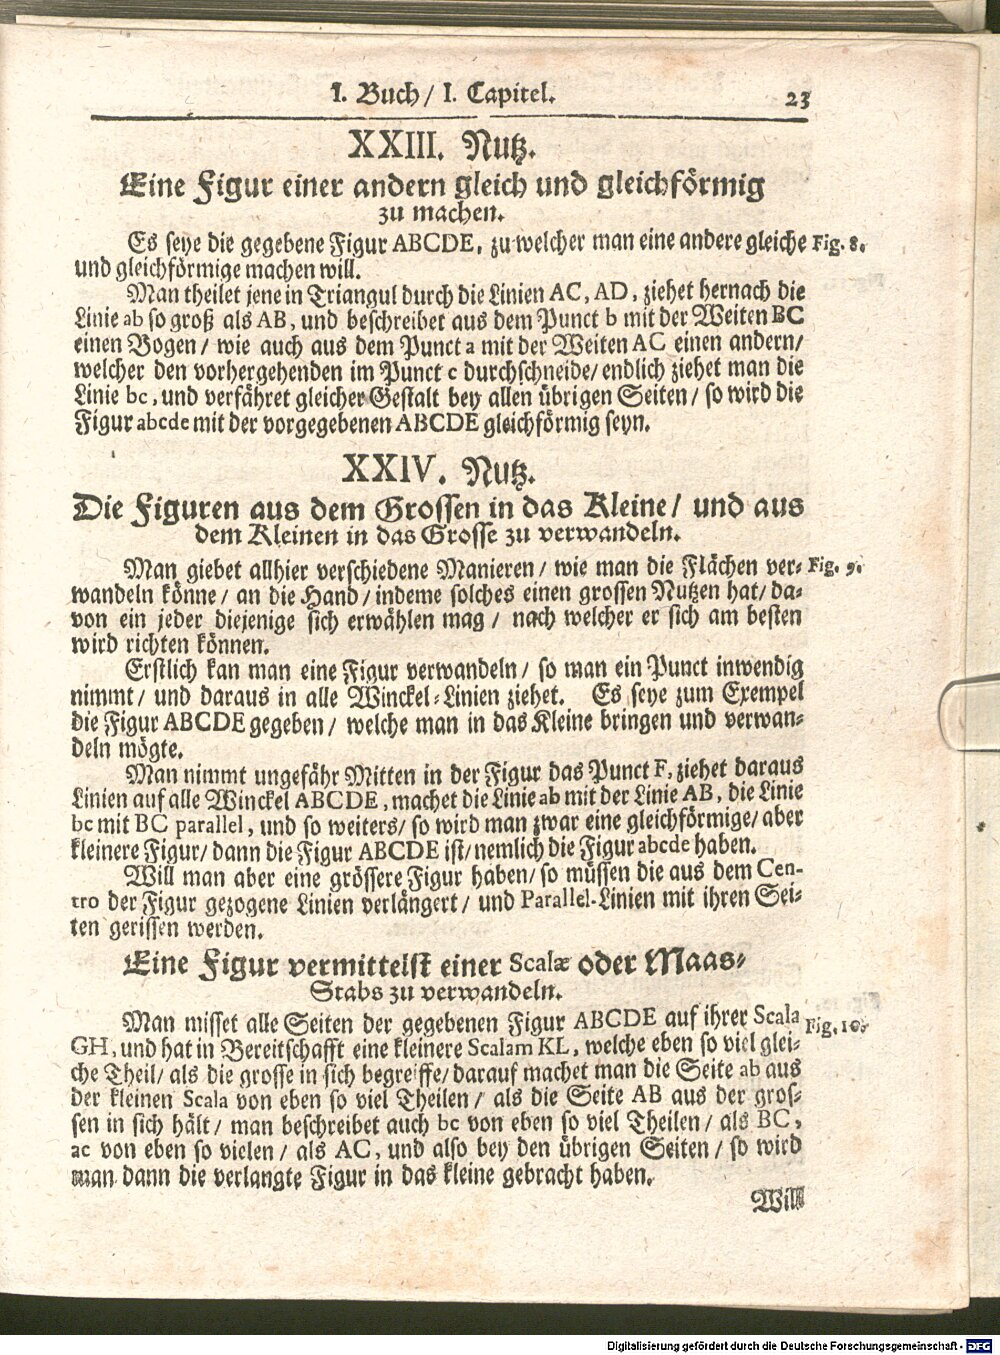 I. Buch/ I. Capitel. 23
XXIII. Nutz.
Eine Figur einer andern gleich und gleichförmig
zu machen.
Es seye die gegebene Figur ABCDE, zu welcher man eine andere gleiche Fig. 8.
und gleichförmige machen will.
Man theilet jene in Triangul durch die Linien AC, AD, ziehet hernach die
Linie ab so groß als AB, und beschreibet aus dem Punct b mit der Weiten BC
einen Bogen/ wie auch aus dem Punct a mit der Weiten AC einen andern/
welcher den vorhergehenden im Punct c durchschneide/ endlich ziehet man die
Linie bc, und verfähret gleicher Gestalt bey allen übrigen Seiten/ so wird die
Figur abcde mit der vorgegebenen ABCDE gleichförmig seyn.
XXIV. Nutz.
Die Figuren aus dem Grossen in das Kleine/ und aus
dem Kleinen in das Grosse zu verwandeln.
Man giebet allhier verschiedene Manieren/ wie man die Flächen ver= Fig. 9.
wandeln könne/ an die Hand/ indeme solches einen grossen Nutzen hat/ da=
von ein jeder diejenige sich erwählen mag/ nach welcher er sich am besten
wird richten können.
Erstlich kan man eine Figur verwandeln/ so man ein Punct inwendig
nimmt/ und daraus in alle Winckel=Linien ziehet. Es seye zum Exempel
die Figur ABCDE gegeben/ welche man in das Kleine bringen und verwan=
deln mögte.
Man nimmt ungefähr Mitten in der Figur das Punct F, ziehet daraus
Linien auf alle Winckel ABCDE, machet die Linie ab mit der Linie AB, die Linie
bc mit BC parallel, und so weiters/ so wird man zwar eine gleichförmige/ aber
kleinere Figur/ dann die Figur ABCDE ist/ nemlich die Figur abcde haben.
Will man aber eine grössere Figur haben/ so müssen die aus dem Cen-
tro der Figur gezogene Linien verlängert/ und Parallel-Linien mit ihren Sei=
ten gerissen werden.
Eine Figur vermittelst einer Scalæ oder Maas=
Stabs zu verwandeln.
Man misset alle Seiten der gegebenen Figur ABCDE auf ihrer Scala Fig. 10.
GH, und hat in Bereitschafft eine kleinere Scalam KL, welche eben so viel glei=
che Theil/ als die grosse in sich begreiffe/ darauf machet man die Seite ab aus
der kleinen Scala von eben so viel Theilen/ als die Seite AB aus der gros=
sen in sich hält/ man beschreibet auch bc von eben so viel Theilen/ als BC,
ac von eben so vielen/ als AC, und also bey den übrigen Seiten/ so wird
man dann die verlangte Figur in das kleine gebracht haben.
Will
Digitalisierung gefördert durch die Deutsche Forschungsgemeinschaft - DFG